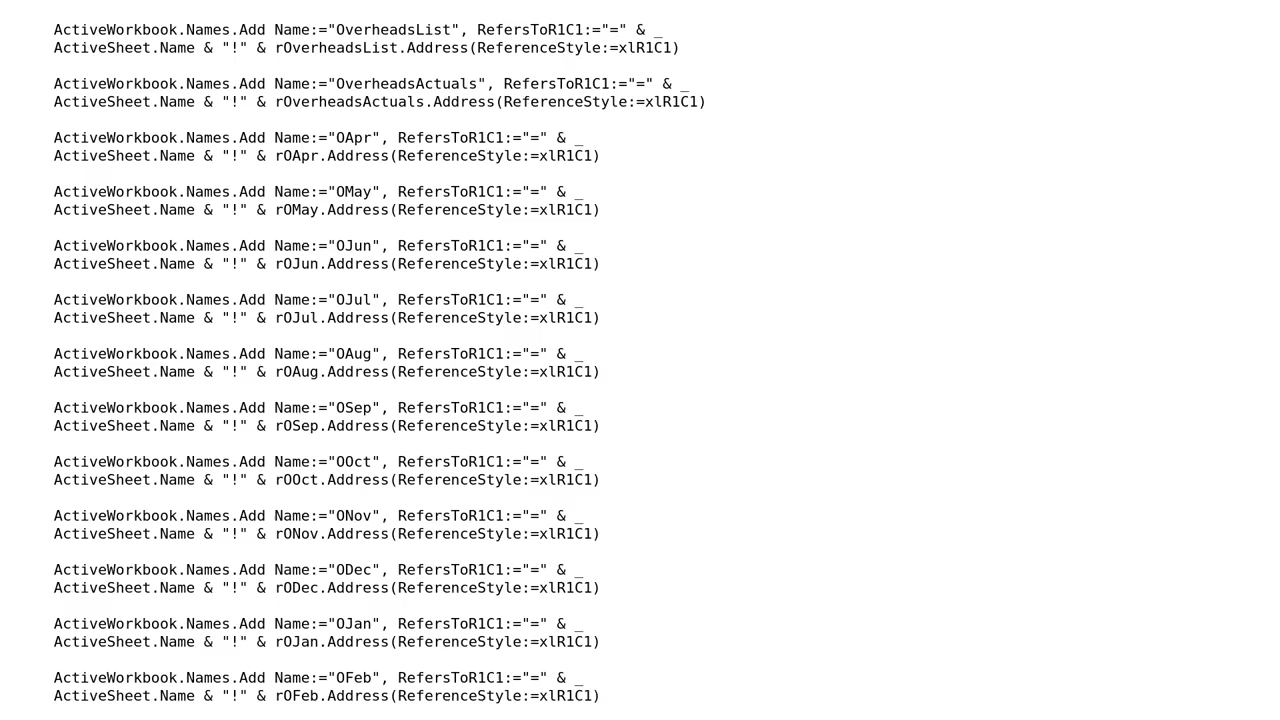 ActiveWorkbook.Names.Add Name:="OverheadsList", RefersToR1C1:="=" & _
ActiveSheet.Name & "!" & rOverheadsList.Address(ReferenceStyle:=xlR1C1)
ActiveWorkbook.Names.Add Name:="OverheadsActuals", RefersToR1C1:="=" & _
ActiveSheet.Name & "!" & rOverheadsActuals.Address(ReferenceStyle:=xlR1C1)
ActiveWorkbook.Names.Add Name:="OApr", RefersToR1C1:="=" & _
ActiveSheet.Name & "!" & rOApr.Address(ReferenceStyle:=xlR1C1)
ActiveWorkbook.Names.Add Name:="OMay", RefersToR1C1:="=" & _
ActiveSheet.Name & "!" & rOMay.Address(ReferenceStyle:=xlR1C1)
ActiveWorkbook.Names.Add Name:="OJun", RefersToR1C1:="=" & _
ActiveSheet.Name & "!" & rOJun.Address(ReferenceStyle:=xlR1C1)
ActiveWorkbook.Names.Add Name:="OJul", RefersToR1C1:="=" & _
ActiveSheet.Name & "!" & rOJul.Address(ReferenceStyle:=xlR1C1)
ActiveWorkbook.Names.Add Name:="OAug", RefersToR1C1:="=" & _
ActiveSheet.Name & "!" & rOAug.Address(ReferenceStyle:=xlR1C1)
ActiveWorkbook.Names.Add Name:="OSep", RefersToR1C1:="=" & _
ActiveSheet.Name & "!" & rOSep.Address(ReferenceStyle:=xlR1C1)
ActiveWorkbook.Names.Add Name:="OOct", RefersToR1C1:="=" & _
ActiveSheet.Name & "!" & rOOct.Address(ReferenceStyle:=xlR1C1)
ActiveWorkbook.Names.Add Name:="ONov", RefersToR1C1:="=" & _
ActiveSheet.Name & "!" & rONov.Address(ReferenceStyle:=xlR1C1)
ActiveWorkbook.Names.Add Name:="ODec", RefersToR1C1:="=" & _
ActiveSheet.Name & "!" & rODec.Address(ReferenceStyle:=xlR1C1)
ActiveWorkbook.Names.Add Name:="OJan", RefersToR1C1:="=" & _
ActiveSheet.Name & "!" & rOJan.Address(ReferenceStyle:=xlR1C1)
ActiveWorkbook.Names.Add Name:="OFeb", RefersToR1C1:="=" & _
ActiveSheet.Name & "!" & rOFeb.Address(ReferenceStyle:=xlR1C1)